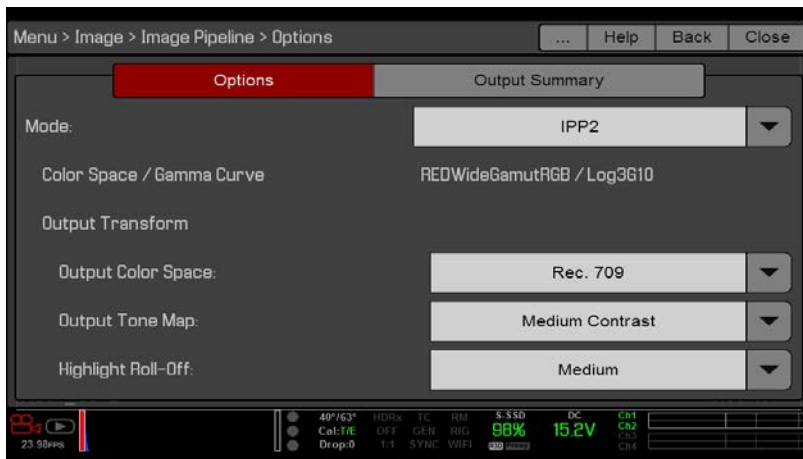 Menu > Image > Image Pipeline > Options
... Help Back Close
Options Output Summary
Mode: IPP2
Color Space / Gamma Curve REDWideGamutRGB / Log3G10
Output Transform
Output Color Space: Rec. 709
Output Tone Map: Medium Contrast
Highlight Roll-Off: Medium
40°/63° HDRx TC RM S-SSD DC Ch1
Cal:T/E OFF GEN RIG 98% 15.2V Ch2
23.98FPS Drop:0 1:1 SYNC WIFI Ch3
Ch4